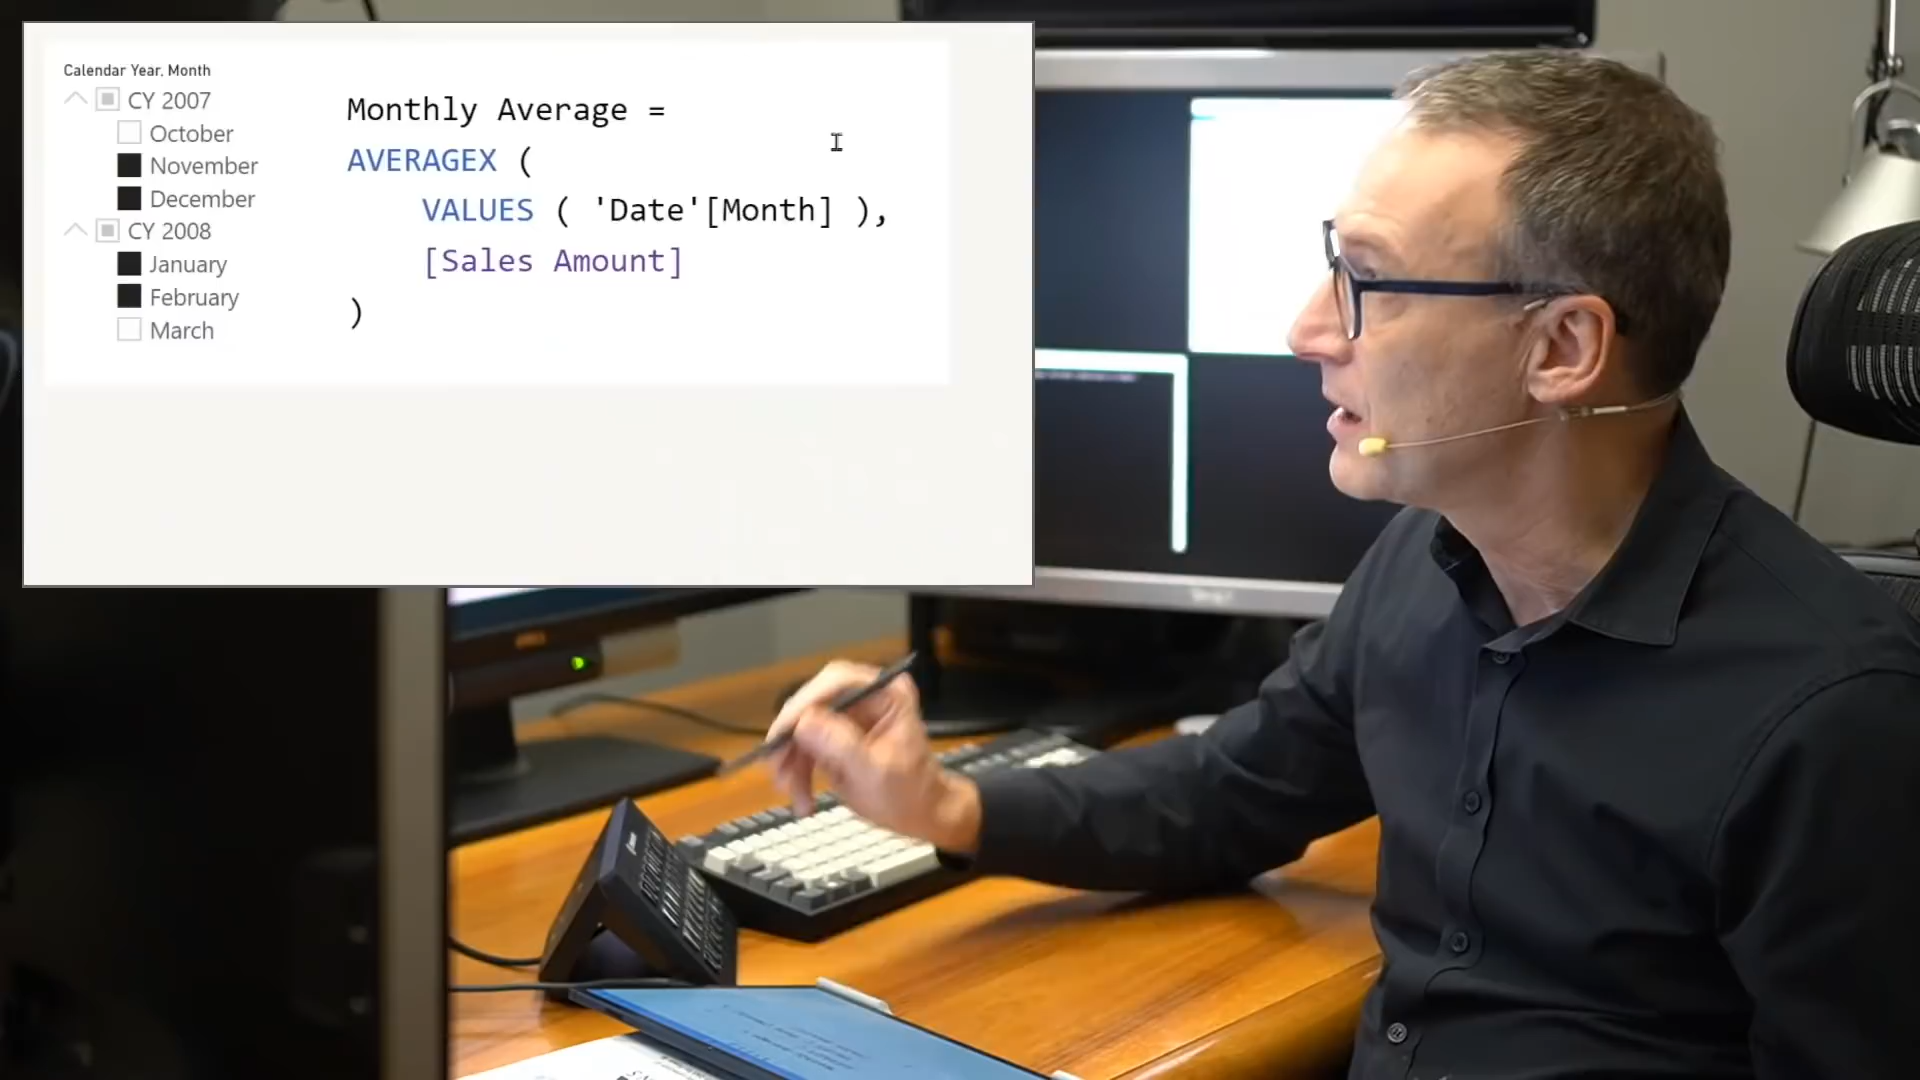 Calendar Year, Month
CY 2007
October
November
December
CY 2008
January
February
March
Monthly Average =
AVERAGEX (
VALUES ( 'Date'[Month] ),
[Sales Amount]
)